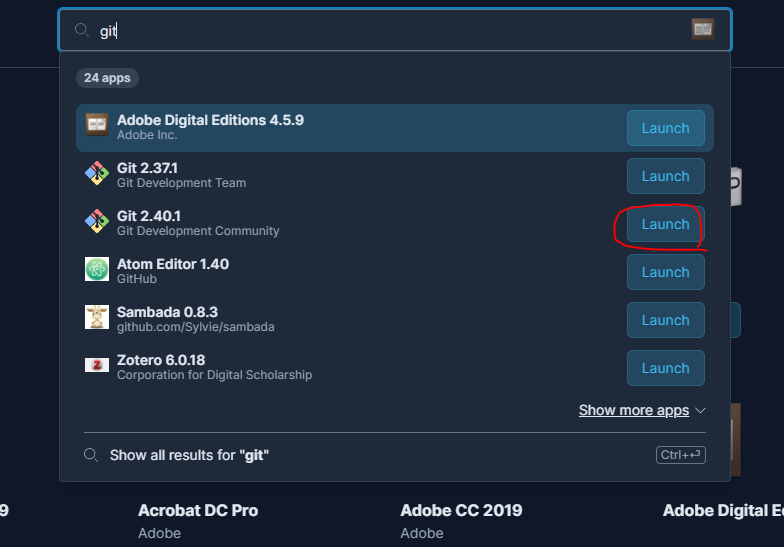 git
24 apps
Adobe Digital Editions 4.5.9
Adobe Inc.
Launch
Git 2.37.1
Git Development Team
Launch
Git 2.40.1
Git Development Community
Launch
Atom Editor 1.40
GitHub
Launch
Sambada 0.8.3
github.com/Sylvie/sambada
Launch
Z
Zotero 6.0.18
Corporation for Digital Scholarship
Launch
Show more apps
Show all results for "git"
Ctrl+⏎
P
9
Acrobat DC Pro
Adobe
Adobe CC 2019
Adobe
Adobe Digital E